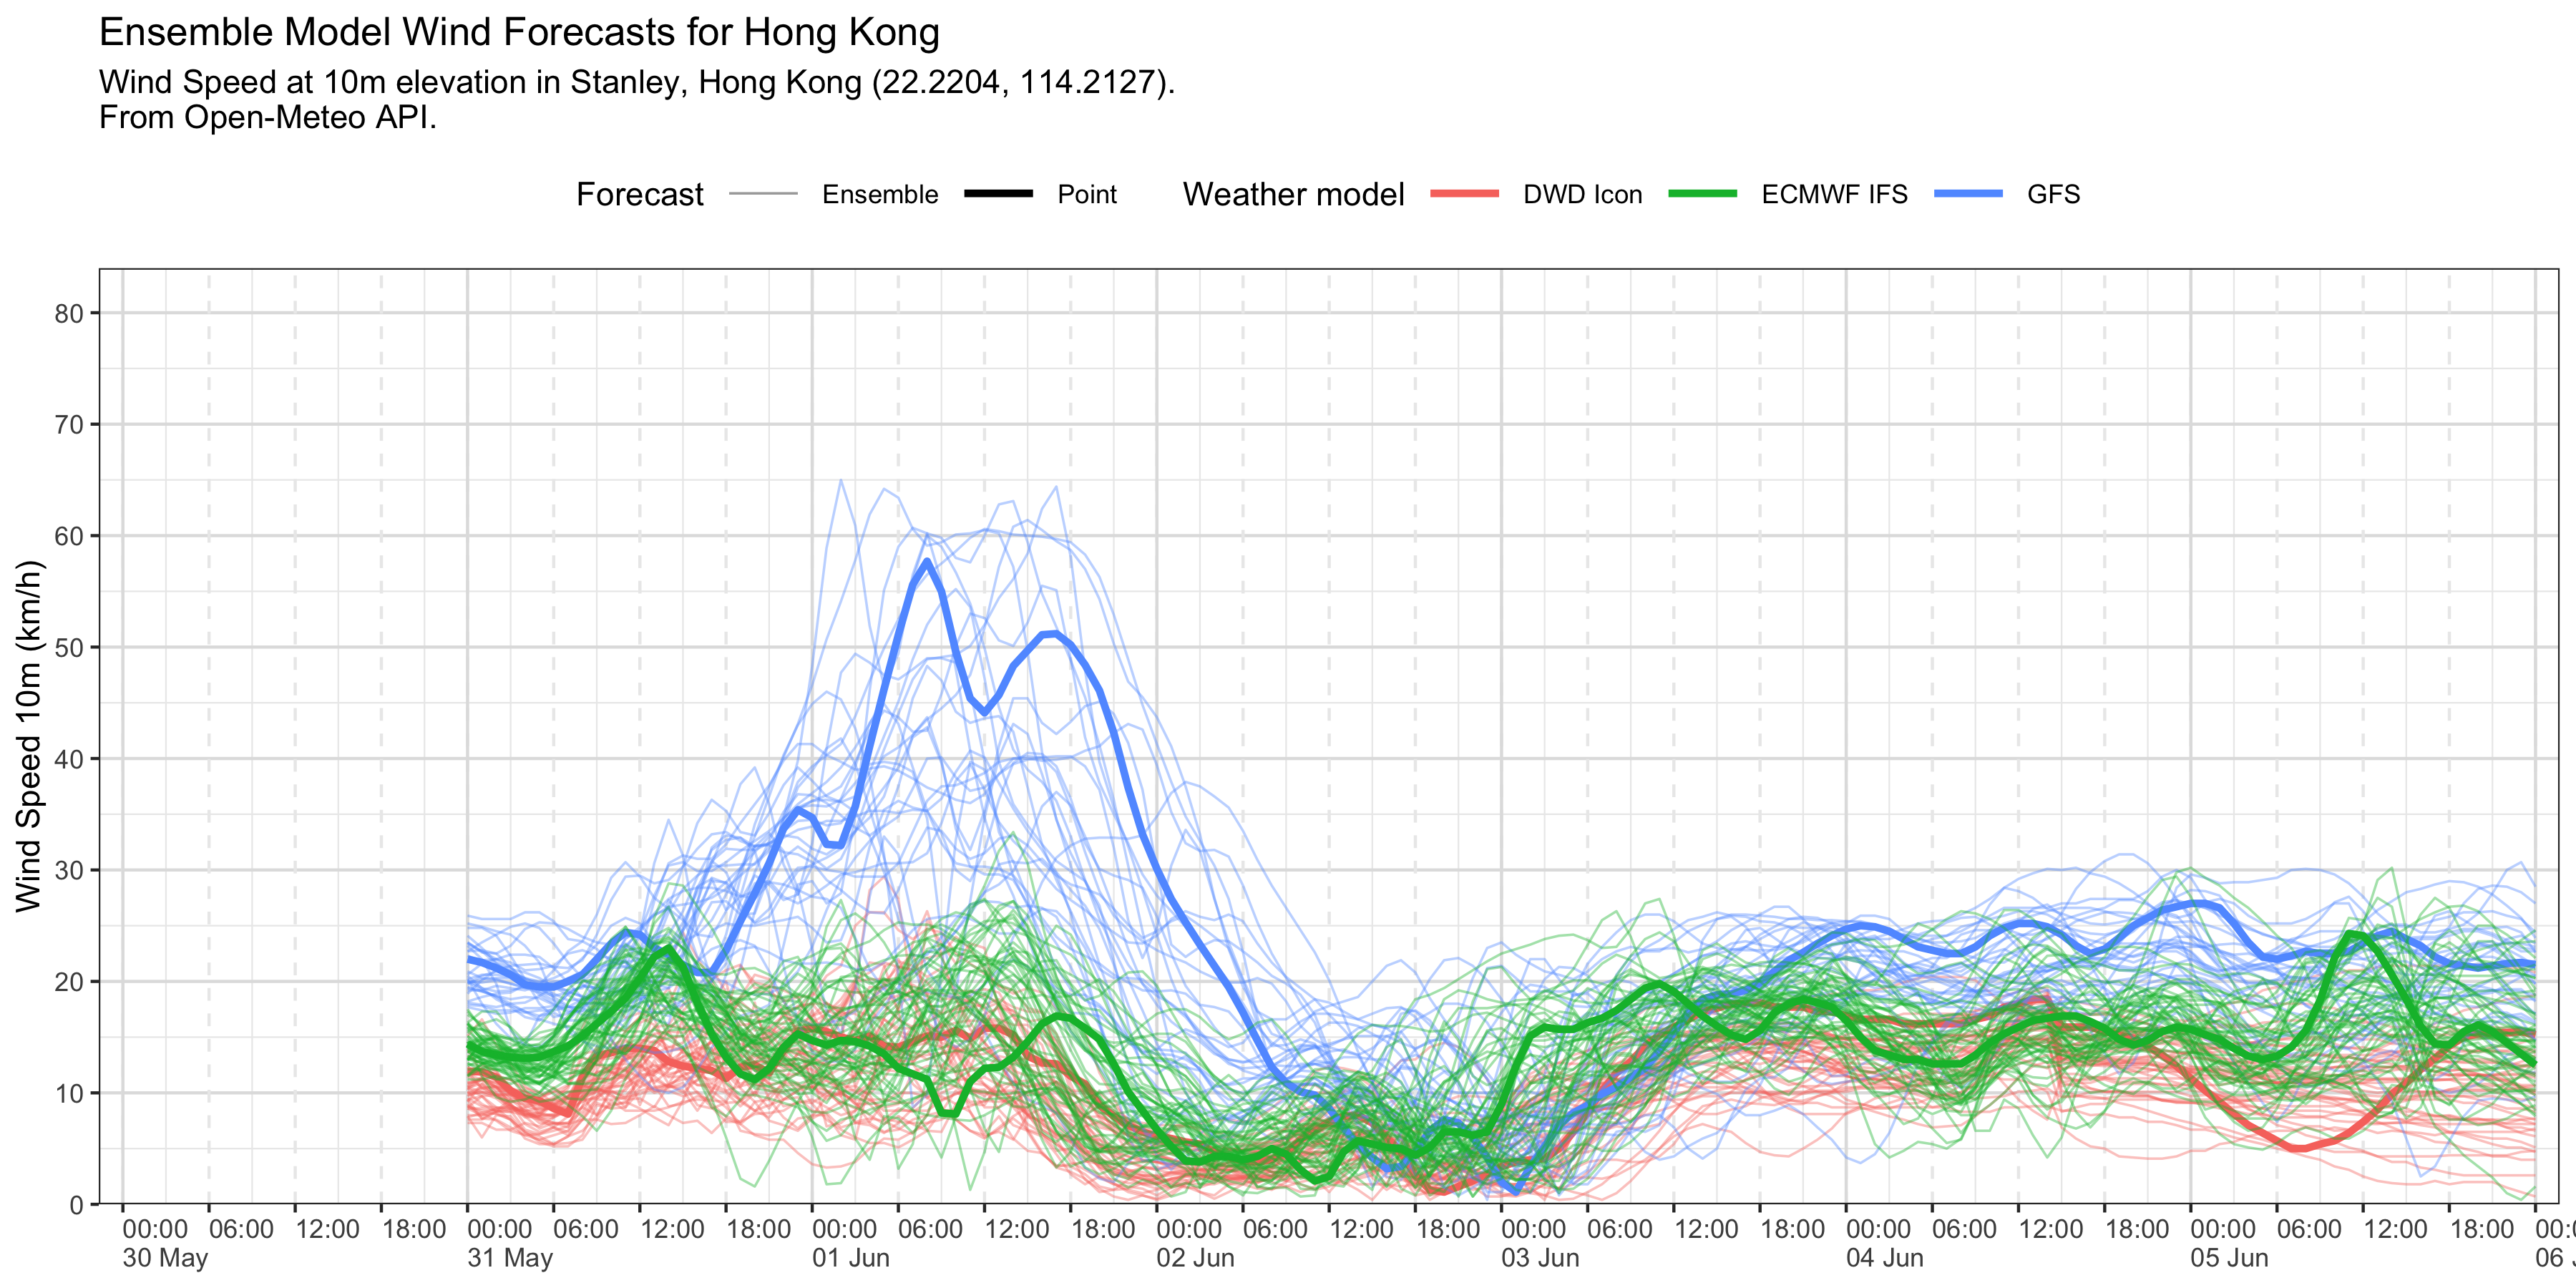 Ensemble Model Wind Forecasts for Hong Kong
Wind Speed at 10m elevation in Stanley, Hong Kong (22.2204, 114.2127).
From Open-Meteo API.
Forecast Ensemble Point Weather model DWD Icon ECMWF IFS GFS
Wind Speed 10m (km/h)
80
70
60
50
40
30
20
10
0
00:00 06:00 12:00 18:00 00:00 06:00 12:00 18:00 00:00 06:00 12:00 18:00 00:00 06:00 12:00 18:00 00:00 06:00 12:00 18:00 00:00 06:00 12:00 18:00 00:00 06:00 12:00 18:00 00:0
30 May 31 May 01 Jun 02 Jun 03 Jun 04 Jun 05 Jun 06